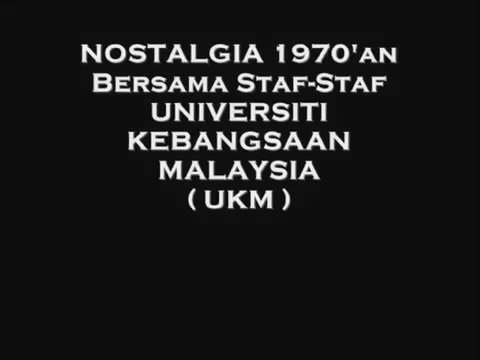 NOSTALGIA 1970'an
Bersama Staf-Staf
UNIVERSITI
KEBANGSAAN
MALAYSIA
( UKM )